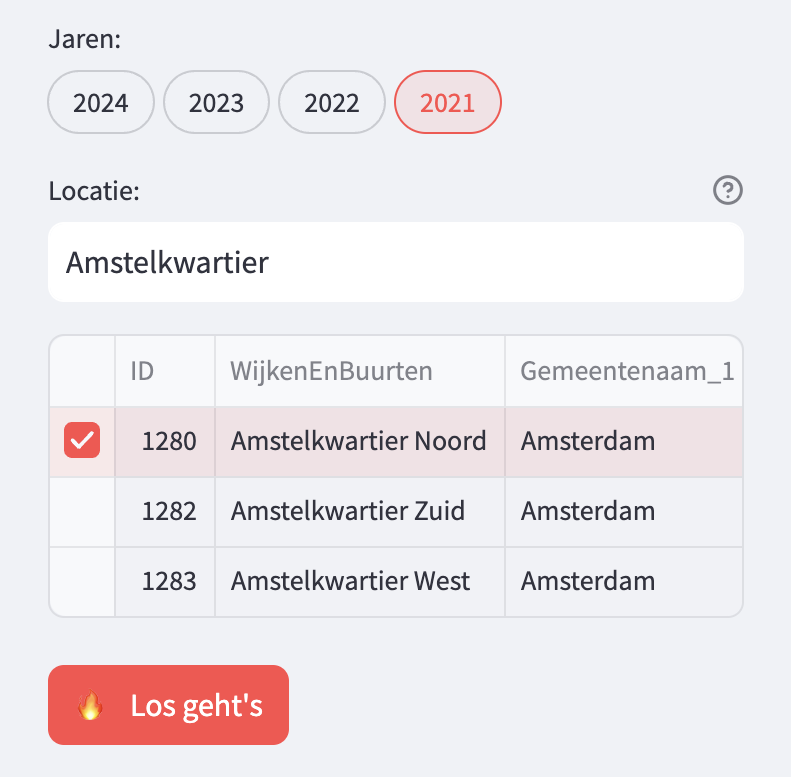 Jaren:
2024 2023 2022 2021
Locatie:
Amstelkwartier
ID WijkenEnBuurten Gemeentenaam_1
1280 Amstelkwartier Noord Amsterdam
1282 Amstelkwartier Zuid Amsterdam
1283 Amstelkwartier West Amsterdam
Los geht's